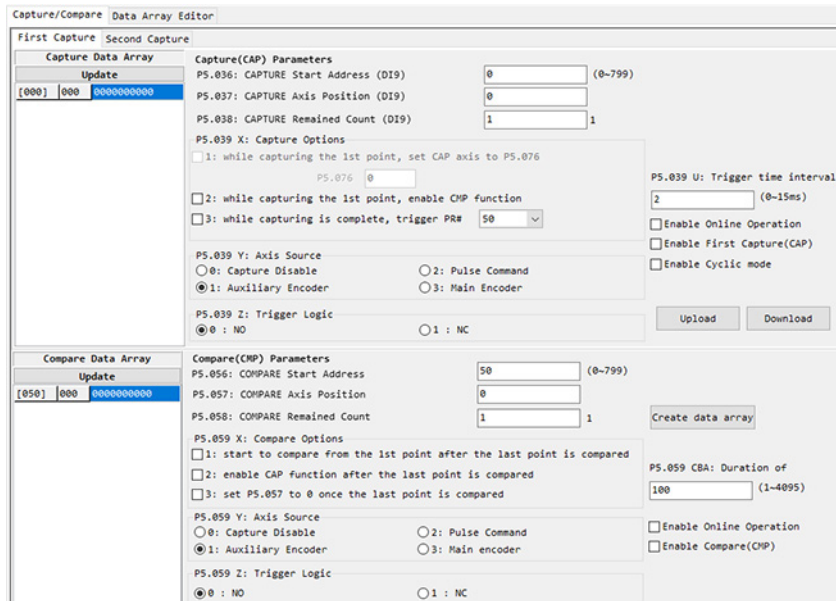 Capture/Compare Data Array Editor
First Capture Second Capture
Capture Data Array
Update
[000] 000 0000000000
Capture(CAP) Parameters
P5.036: CAPTURE Start Address (DI9) 0 (0~799)
P5.037: CAPTURE Axis Position (DI9) 0
P5.038: CAPTURE Remained Count (DI9) 1 1
P5.039 X: Capture Options
1: while capturing the 1st point, set CAP axis to P5.076
P5.076 0
2: while capturing the 1st point, enable CMP function
3: while capturing is complete, trigger PR# 50
P5.039 Y: Axis Source
0: Capture Disable 2: Pulse Command
1: Auxiliary Encoder 3: Main Encoder
P5.039 Z: Trigger Logic
0 : NO 1 : NC
P5.039 U: Trigger time interval
2 (0~15ms)
Enable Online Operation
Enable First Capture(CAP)
Enable Cyclic mode
Upload Download
Compare Data Array
Update
[050] 000 0000000000
Compare(CMP) Parameters
P5.056: COMPARE Start Address 50 (0~799)
P5.057: COMPARE Axis Position 0
P5.058: COMPARE Remained Count 1 1
Create data array
P5.059 X: Compare Options
1: start to compare from the 1st point after the last point is compared
2: enable CAP function after the last point is compared
3: set P5.057 to 0 once the last point is compared
P5.059 Y: Axis Source
0: Capture Disable 2: Pulse Command
1: Auxiliary Encoder 3: Main encoder
P5.059 Z: Trigger Logic
0 : NO 1 : NC
P5.059 CBA: Duration of
100 (1~4095)
Enable Online Operation
Enable Compare(CMP)